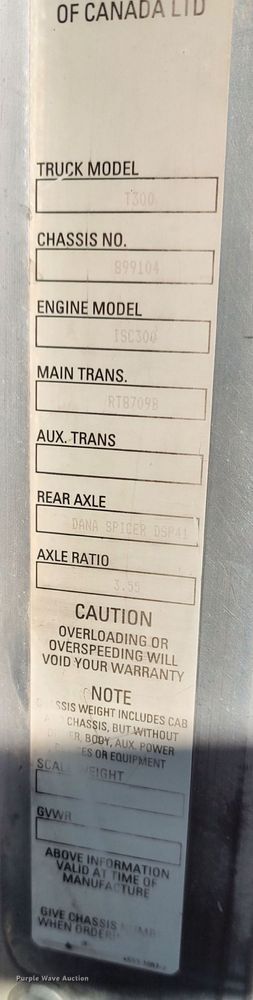 OF CANADA LTD
TRUCK MODEL
T300
CHASSIS NO.
899104
ENGINE MODEL
ISC300
MAIN TRANS.
RT8709B
AUX. TRANS
REAR AXLE
DANA SPICER DSP41
AXLE RATIO
3.55
CAUTION
OVERLOADING OR
OVERSPEEDING WILL
VOID YOUR WARRANTY
NOTE
WEIGHT INCLUDES CAB
CHASSIS, BUT WITHOUT
BODY, AUX. POWER
OR EQUIPMENT
GVWR
ABOVE INFORMATION
VALID AT TIME OF
MANUFACTURE
GIVE CHASSIS
WHEN
Purple Wave Auction